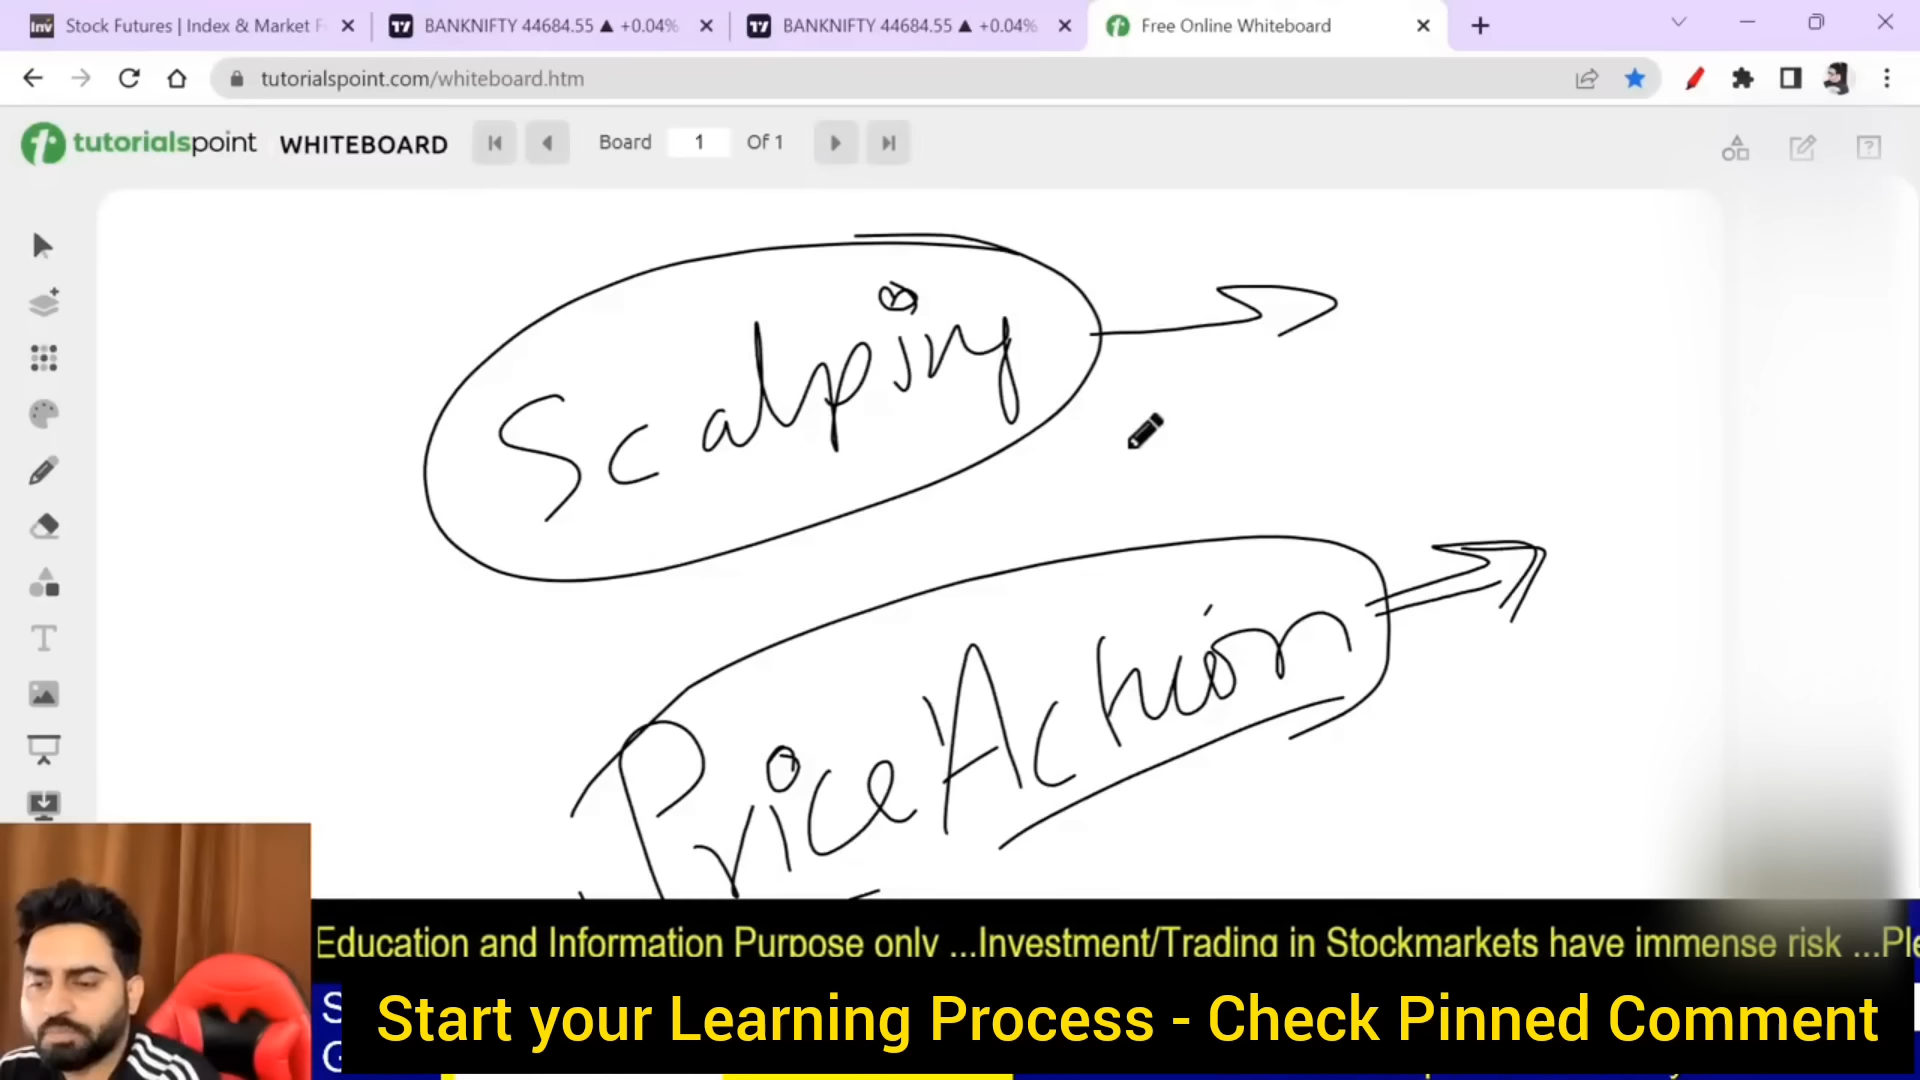 Stock Futures | Index & Market F
BANKNIFTY 44684.55 ▲ +0.04%
BANKNIFTY 44684.55 ▲ +0.04%
Free Online Whiteboard
tutorialspoint.com/whiteboard.htm
tutorialspoint WHITEBOARD Board 1 Of 1
Scalping
Price Action
Education and Information Purpose only ...Investment/Trading in Stockmarkets have immense risk ...Ple
Start your Learning Process - Check Pinned Comment